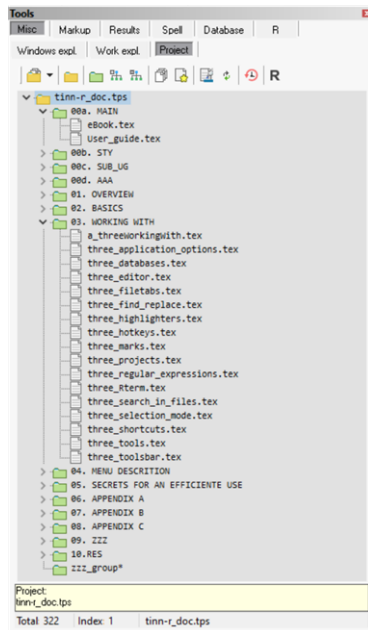 Tools
Misc Markup Results Spell Database R
Windows expl. Work expl. Project
R
tinn-r_doc.tps
00a. MAIN
eBook.tex
User_guide.tex
00b. STY
00c. SUB_UG
00d. AAA
01. OVERVIEW
02. BASICS
03. WORKING WITH
a_threeWorkingWith.tex
three_application_options.tex
three_databases.tex
three_editor.tex
three_filetabs.tex
three_find_replace.tex
three_highlighters.tex
three_hotkeys.tex
three_marks.tex
three_projects.tex
three_regular_expressions.tex
three_Rterm.tex
three_search_in_files.tex
three_selection_mode.tex
three_shortcuts.tex
three_tools.tex
three_toolsbar.tex
04. MENU DESCRITION
05. SECRETS FOR AN EFFICIENTE USE
06. APPENDIX A
07. APPENDIX B
08. APPENDIX C
09. ZZZ
10.RES
zzz_group*
Project:
tinn-r_doc.tps
Total 322 Index: 1 tinn-r_doc.tps